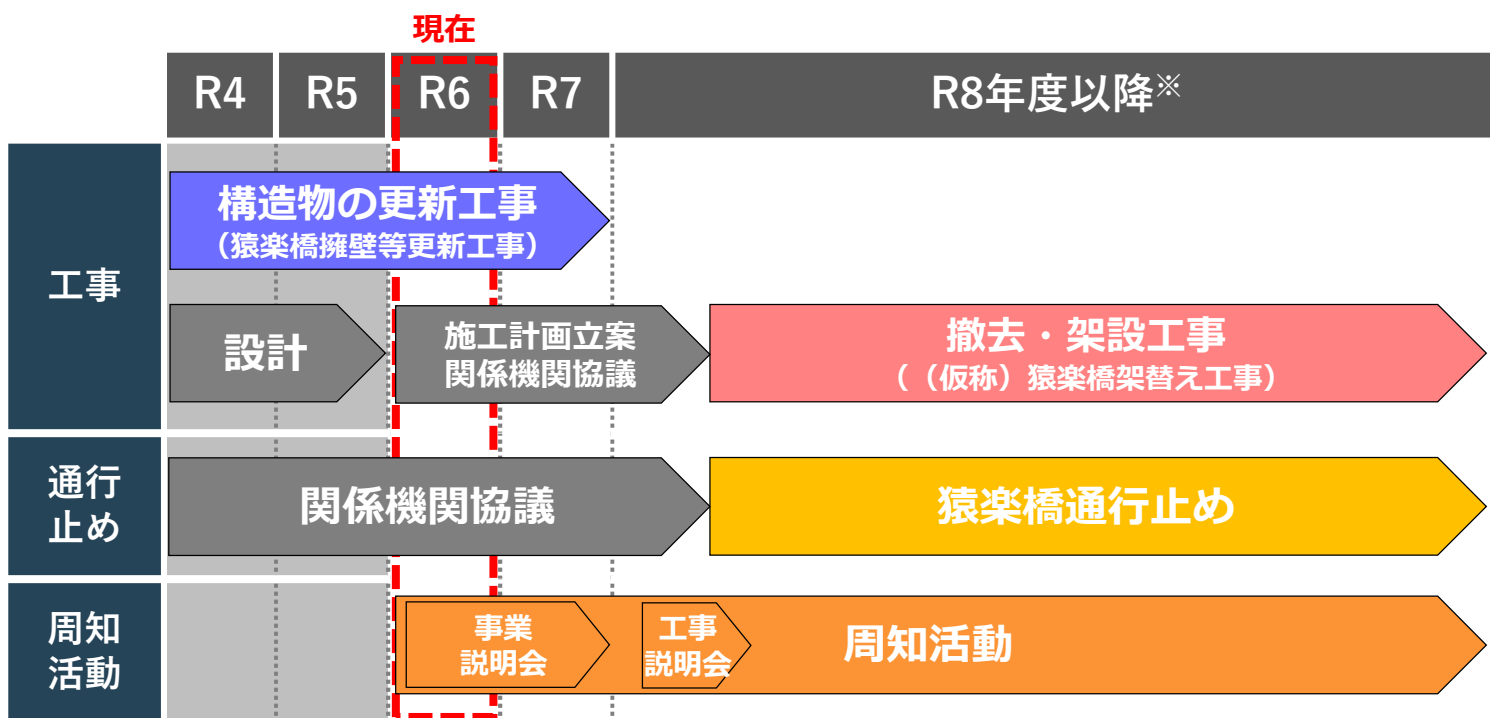 現在
R4
R5
R6
R7
R8年度以降※
工事
構造物の更新工事
（猿楽橋擁壁等更新工事）
設計
施工計画立案
関係機関協議
撤去・架設工事
（（仮称）猿楽橋架替え工事）
通行
止め
関係機関協議
猿楽橋通行止め
周知
活動
事業
説明会
工事
説明会
周知活動